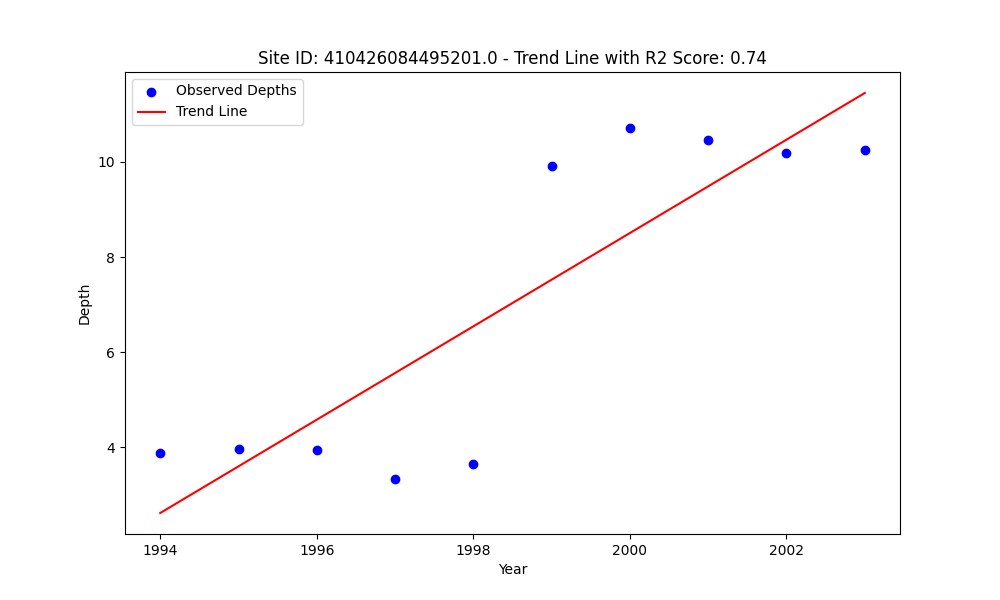 Site ID: 410426084495201.0 - Trend Line with R2 Score: 0.74
Observed Depths
Trend Line
10
8
6
4
Depth
1994
1996
1998
2000
2002
Year